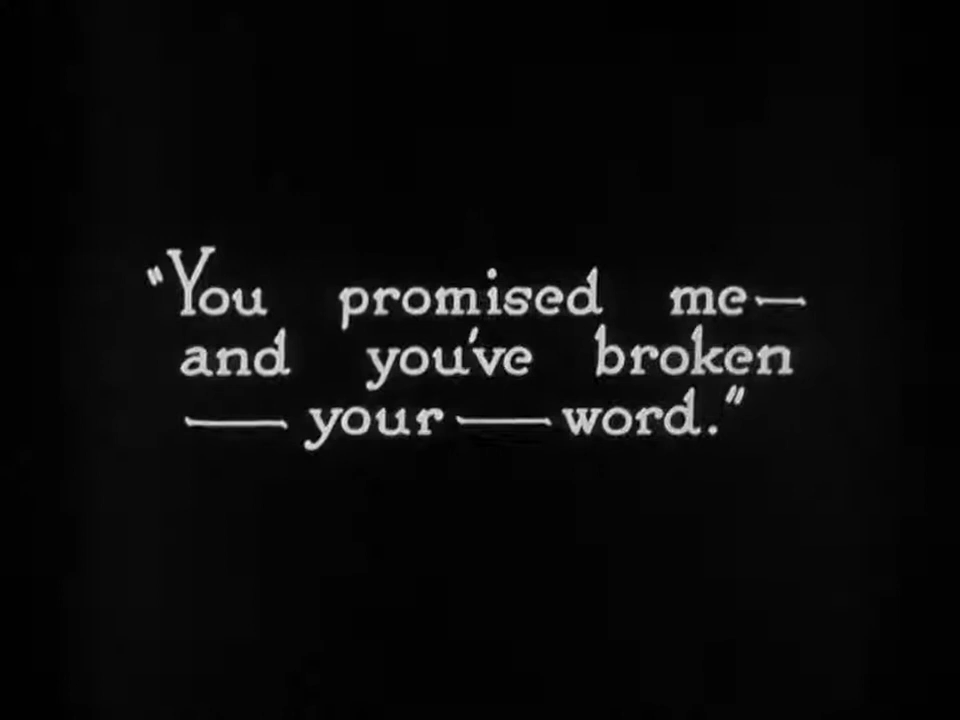 "You promised me—
and you've broken
— your — word."